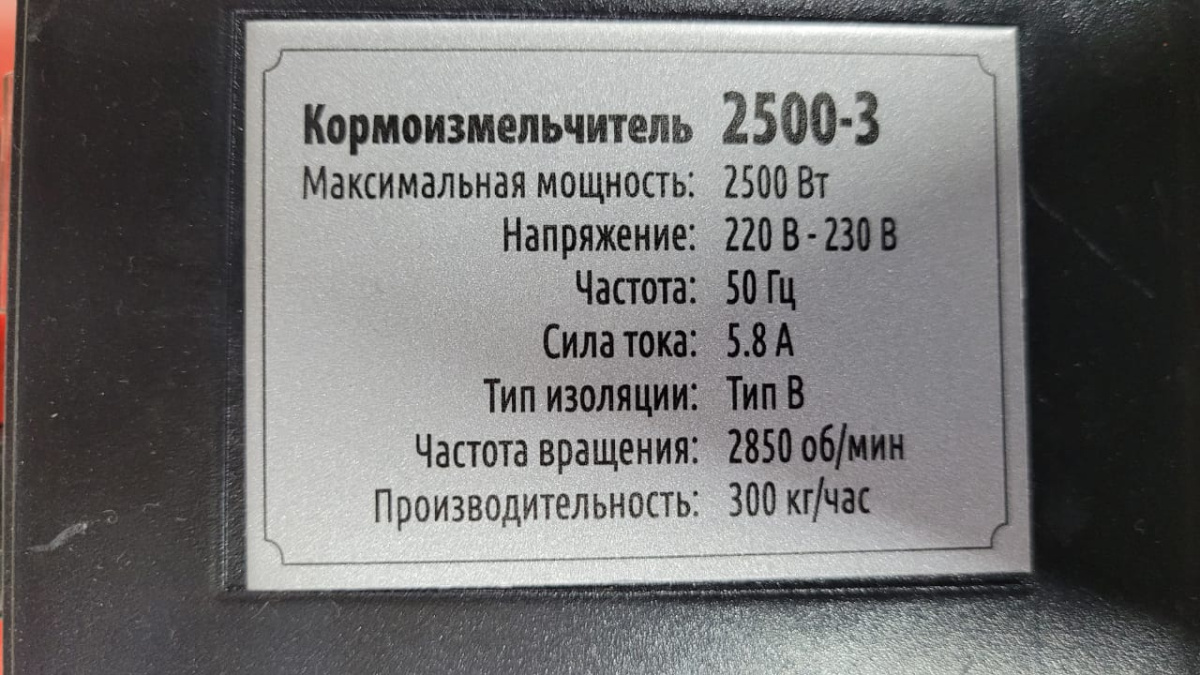 Кормоизмельчитель 2500-3
Максимальная мощность: 2500 Вт
Напряжение: 220 В - 230 В
Частота: 50 Гц
Сила тока: 5.8 А
Тип изоляции: Тип В
Частота вращения: 2850 об/мин
Производительность: 300 кг/час